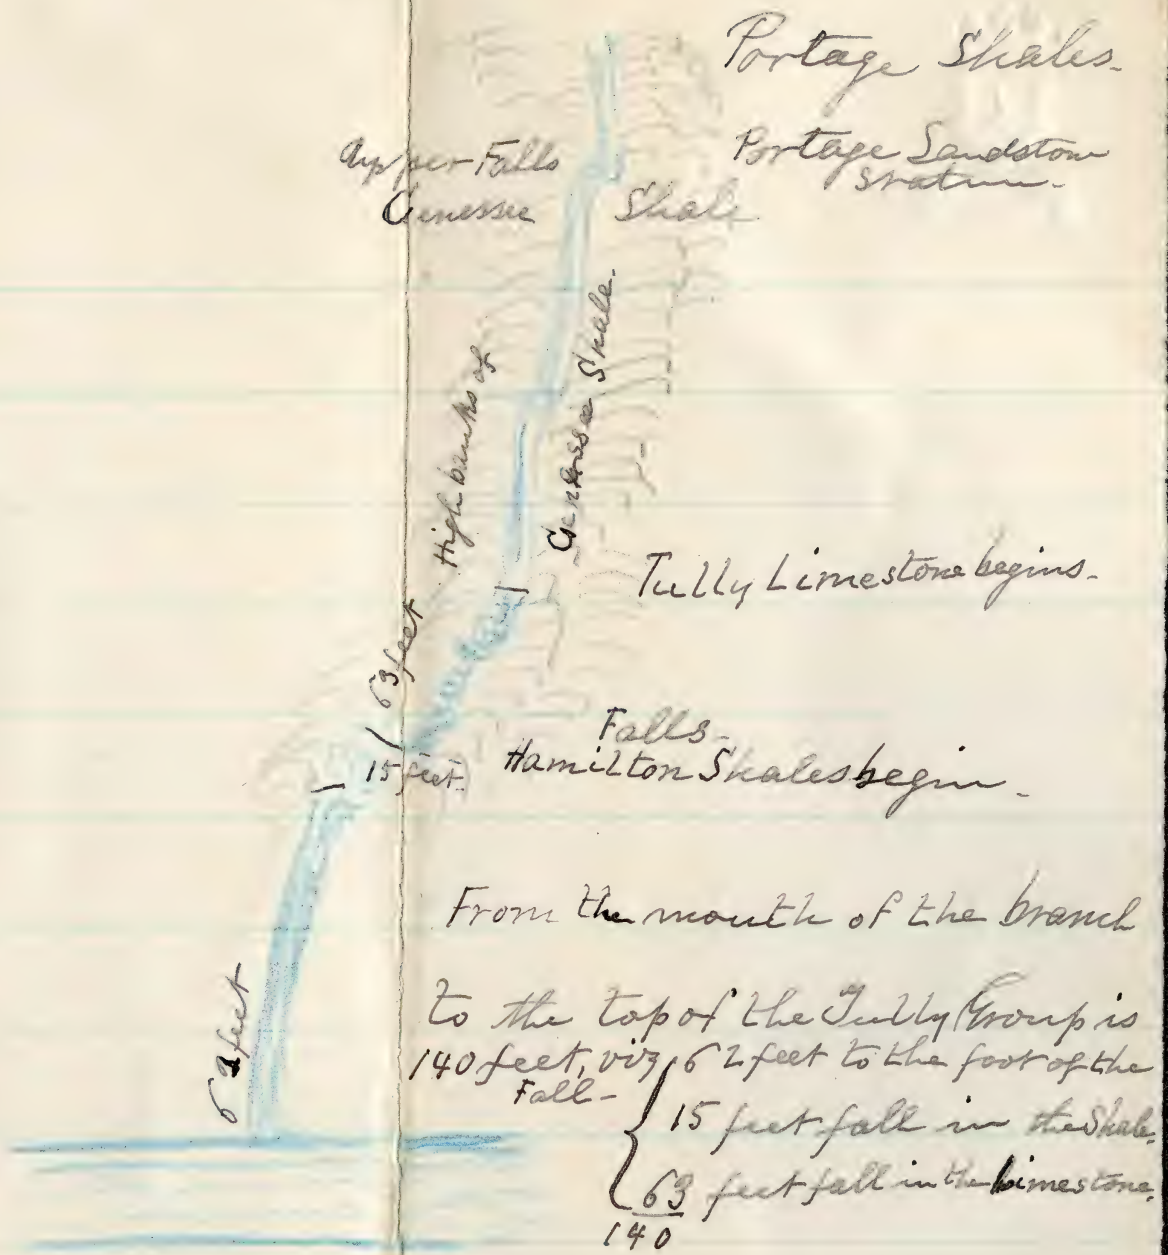 Portage Shales.
Portage Sandstone
Stratum.
Upper Falls
Genessee Shale
High banks of
Genessee Shale.
Tully Limestone begins.
63 feet
Falls.
15 feet.
Hamilton Shales begin.
From the mouth of the branch
62 feet
to the top of the Tully Group is
140 feet, viz, 62 feet to the foot of the
Fall-
15 feet fall in the Shale,
63 feet fall in the Limestone,
140